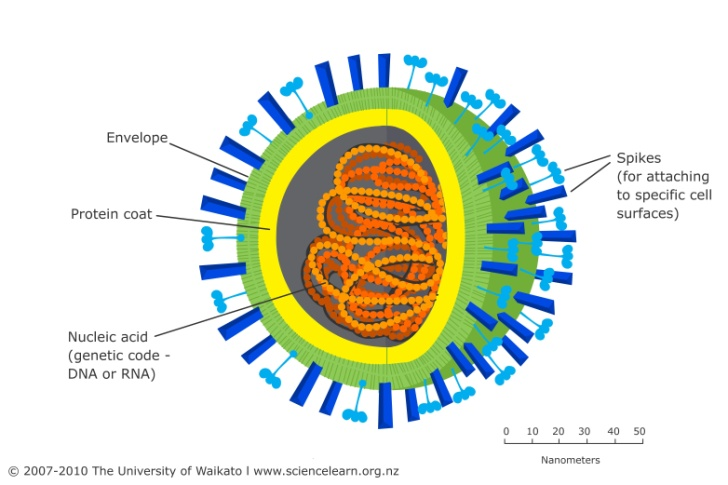 Envelope
Protein coat
Nucleic acid
(genetic code -
DNA or RNA)
Spikes
(for attaching
to specific cell
surfaces)
0 10 20 30 40 50
Nanometers
© 2007-2010 The University of Waikato l www.sciencelearn.org.nz